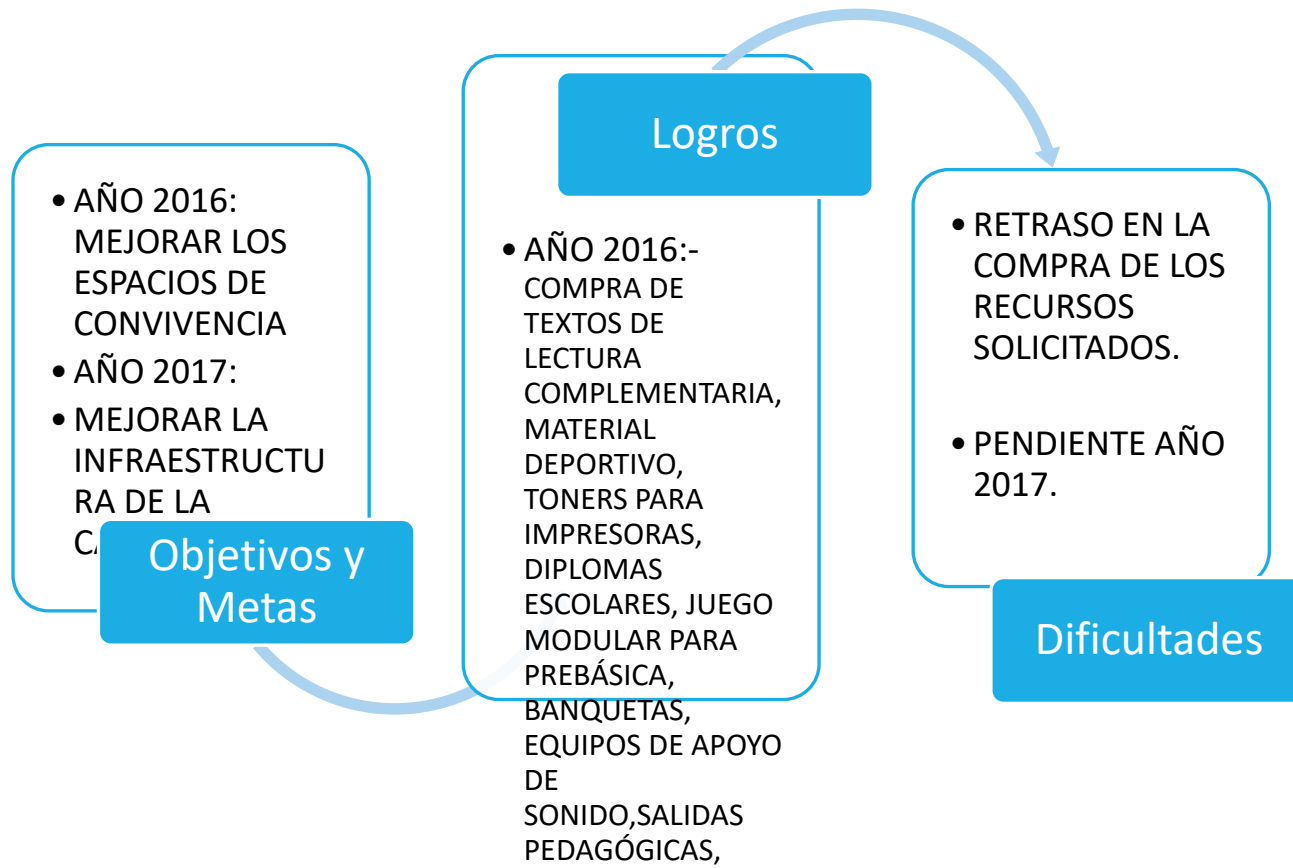 • AÑO 2016:
MEJORAR LOS
ESPACIOS DE
CONVIVENCIA
• AÑO 2017:
• MEJORAR LA
INFRAESTRUCTU
RA DE LA
Objetivos y
Metas
Logros
• AÑO 2016:-
COMPRA DE
TEXTOS DE
LECTURA
COMPLEMENTARIA,
MATERIAL
DEPORTIVO,
TONERS PARA
IMPRESORAS,
DIPLOMAS
ESCOLARES, JUEGO
MODULAR PARA
PREBÁSICA,
BANQUETAS,
EQUIPOS DE APOYO
DE
SONIDO,SALIDAS
PEDAGÓGICAS,
• RETRASO EN LA
COMPRA DE LOS
RECURSOS
SOLICITADOS.
• PENDIENTE AÑO
2017.
Dificultades